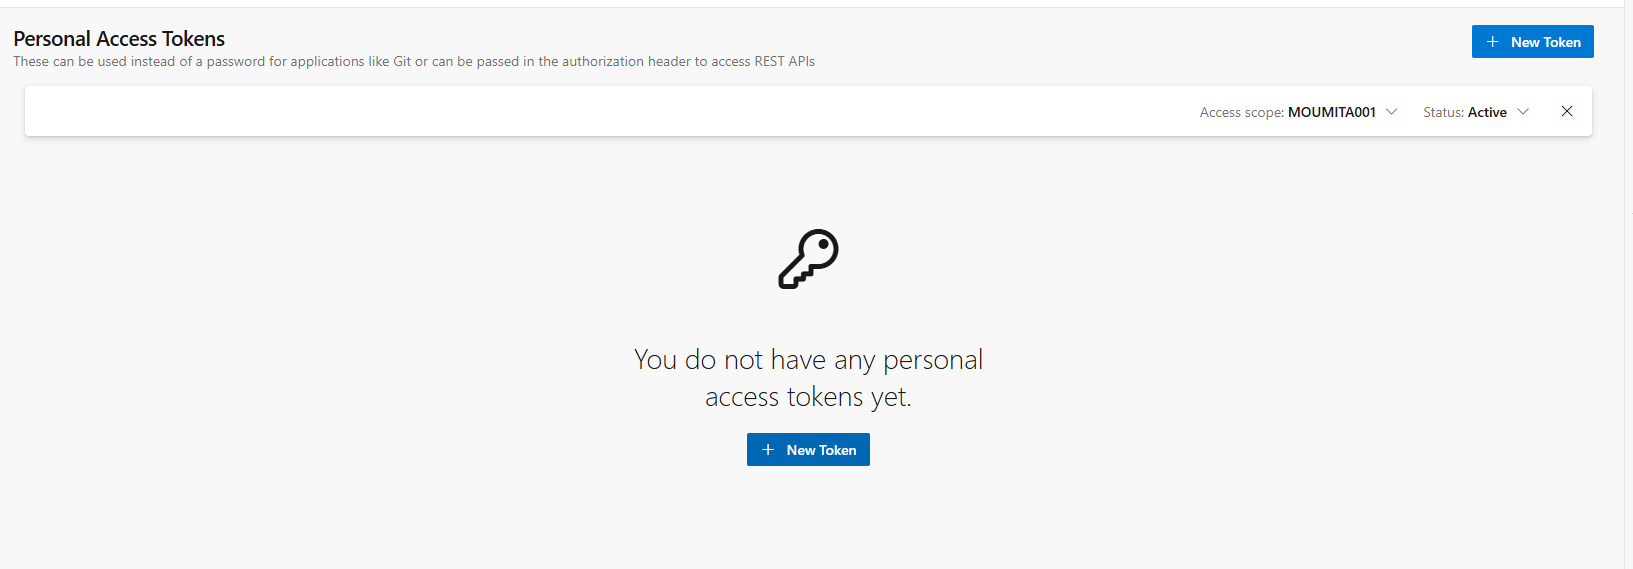 Personal Access Tokens
+ New Token
These can be used instead of a password for applications like Git or can be passed in the authorization header to access REST APIs
Access scope: MOUMITA001 Status: Active
You do not have any personal
access tokens yet.
+ New Token